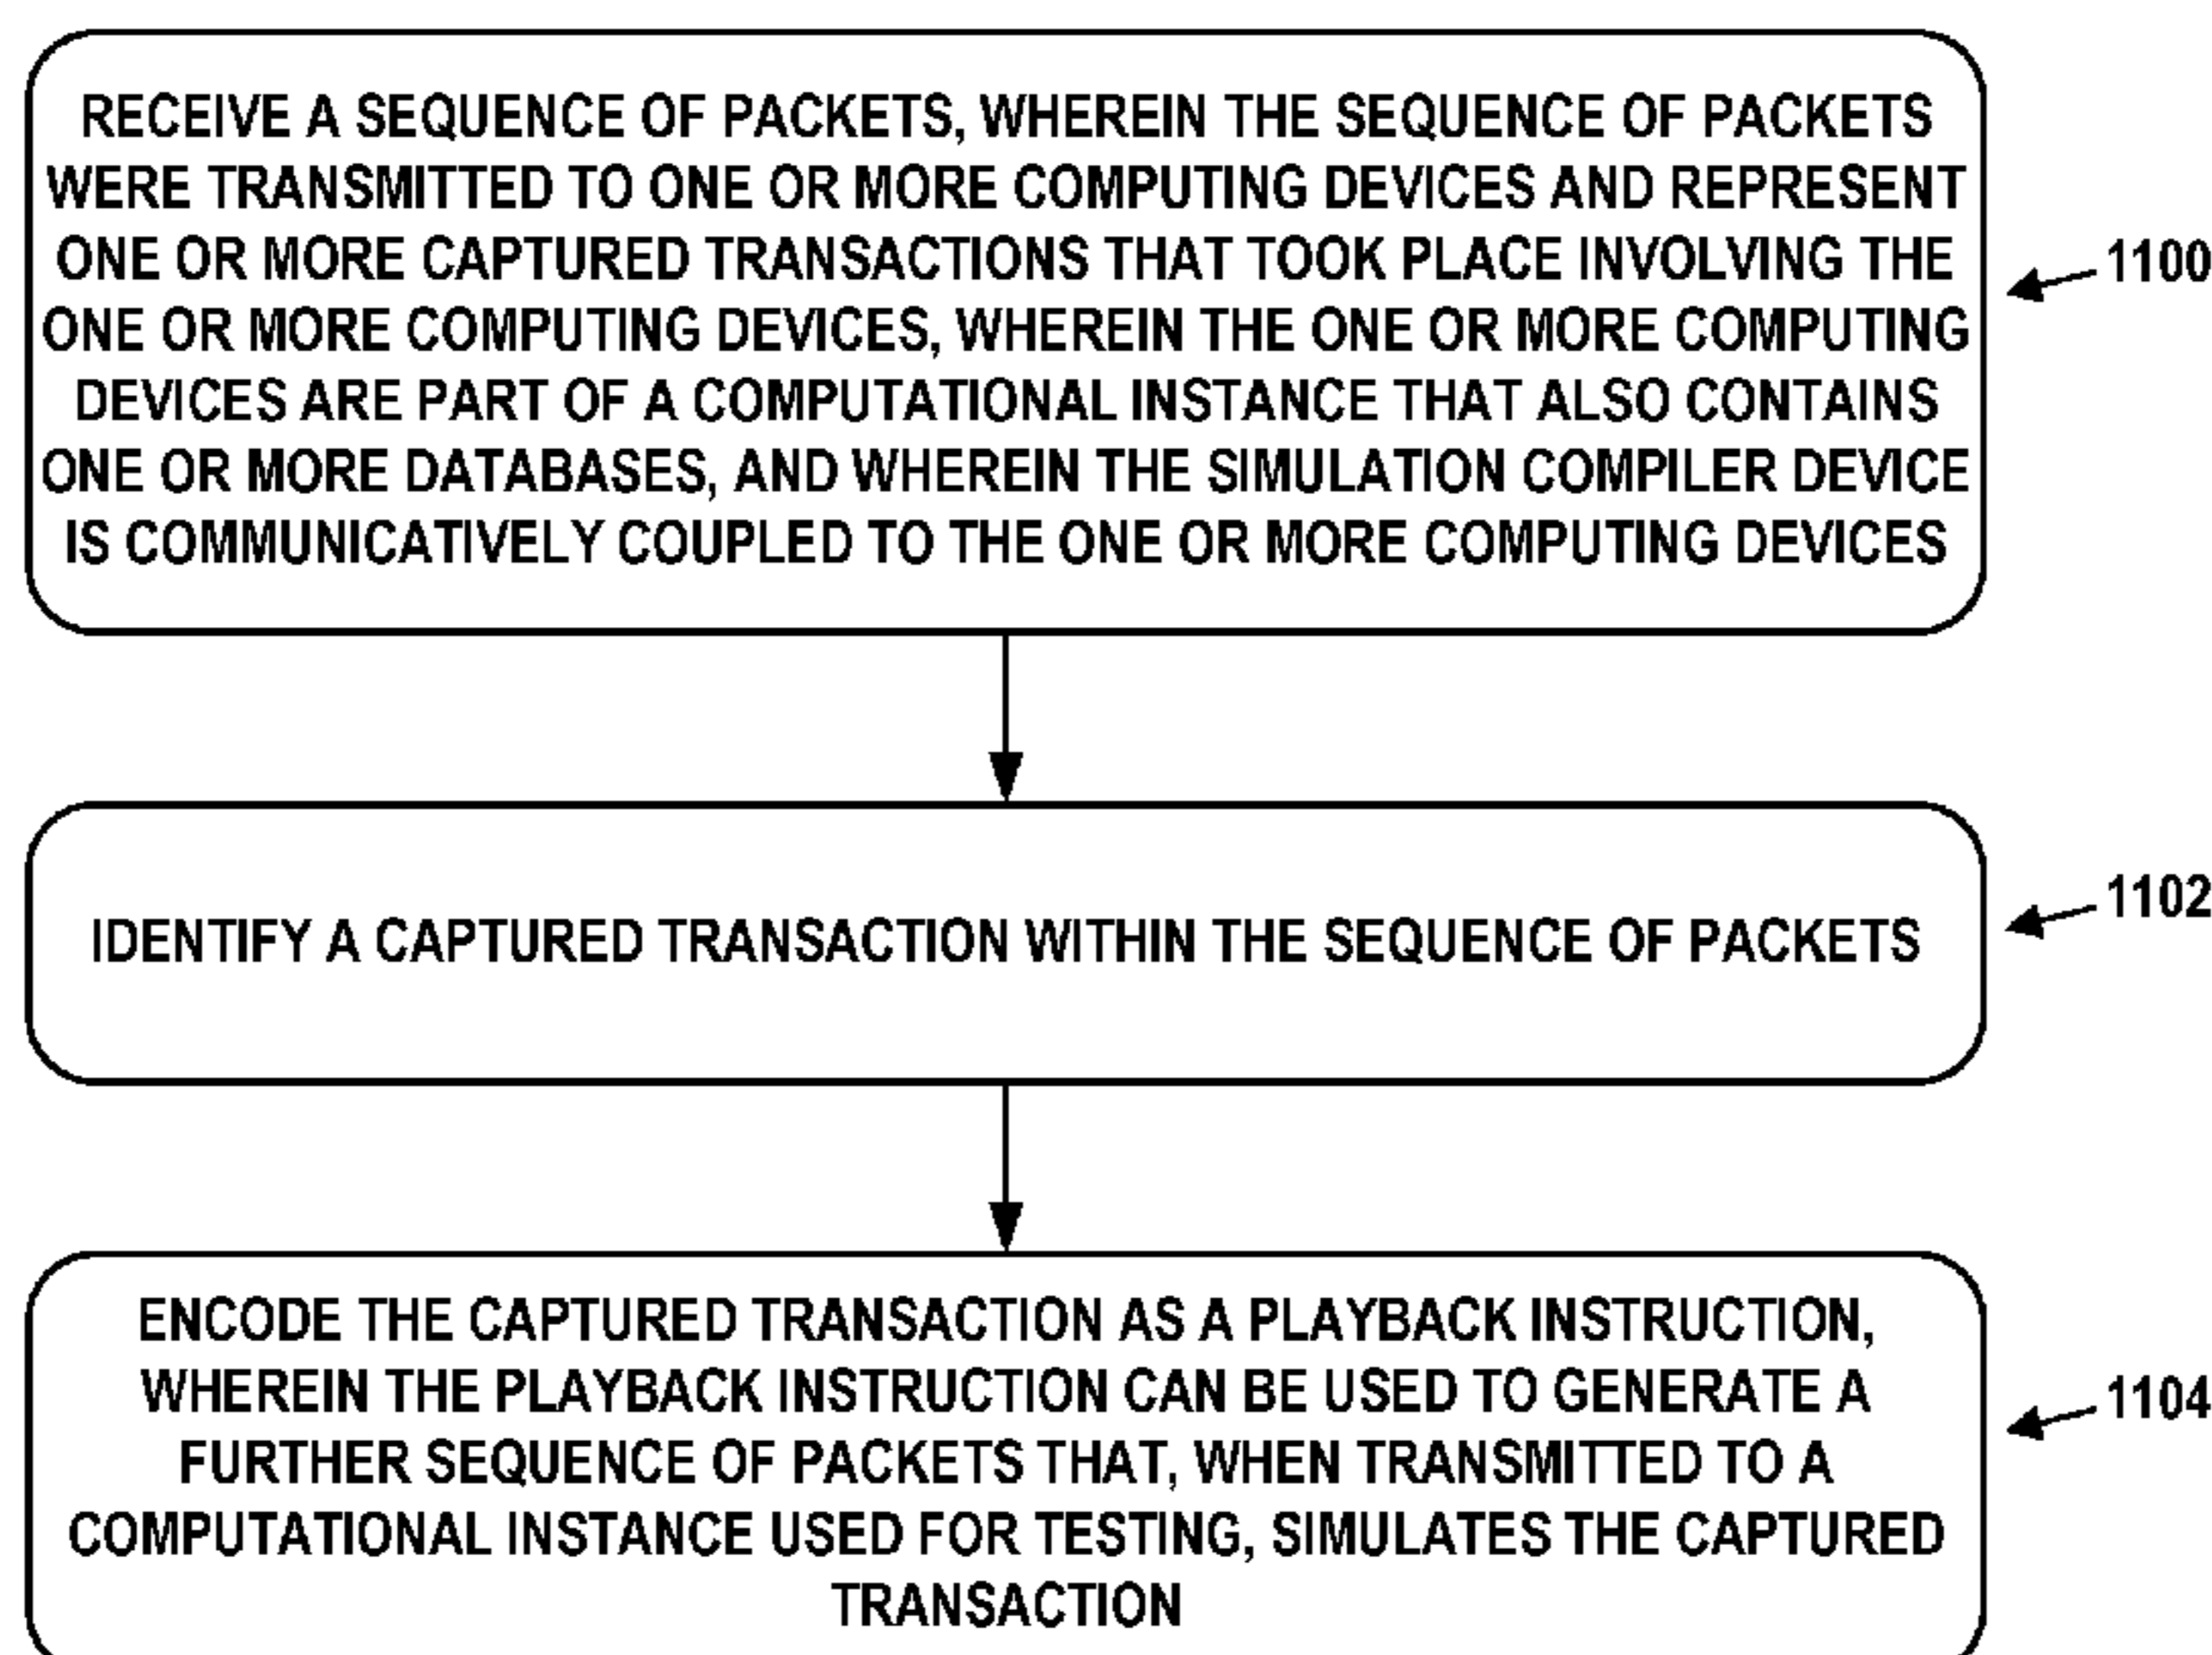 RECEIVE A SEQUENCE OF PACKETS, WHEREIN THE SEQUENCE OF PACKETS
WERE TRANSMITTED TO ONE OR MORE COMPUTING DEVICES AND REPRESENT
ONE OR MORE CAPTURED TRANSACTIONS THAT TOOK PLACE INVOLVING THE
ONE OR MORE COMPUTING DEVICES, WHEREIN THE ONE OR MORE COMPUTING
DEVICES ARE PART OF A COMPUTATIONAL INSTANCE THAT ALSO CONTAINS
ONE OR MORE DATABASES, AND WHEREIN THE SIMULATION COMPILER DEVICE
IS COMMUNICATIVELY COUPLED TO THE ONE OR MORE COMPUTING DEVICES
1100
IDENTIFY A CAPTURED TRANSACTION WITHIN THE SEQUENCE OF PACKETS
1102
ENCODE THE CAPTURED TRANSACTION AS A PLAYBACK INSTRUCTION,
WHEREIN THE PLAYBACK INSTRUCTION CAN BE USED TO GENERATE A
FURTHER SEQUENCE OF PACKETS THAT, WHEN TRANSMITTED TO A
COMPUTATIONAL INSTANCE USED FOR TESTING, SIMULATES THE CAPTURED
TRANSACTION
1104